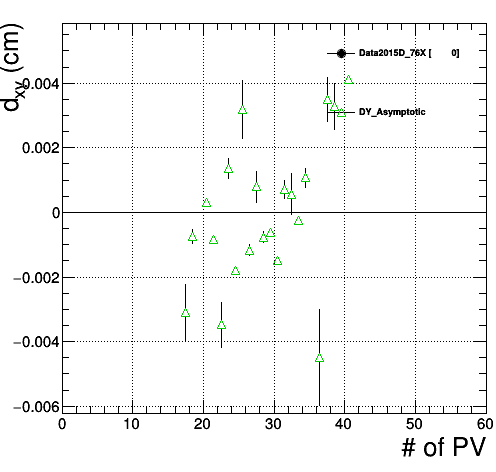 d_xy (cm)
Data2015D_76X [ 0]
DY_Asymptotic
0.004
0.002
0
−0.002
−0.004
−0.006
0 10 20 30 40 50 60
# of PV